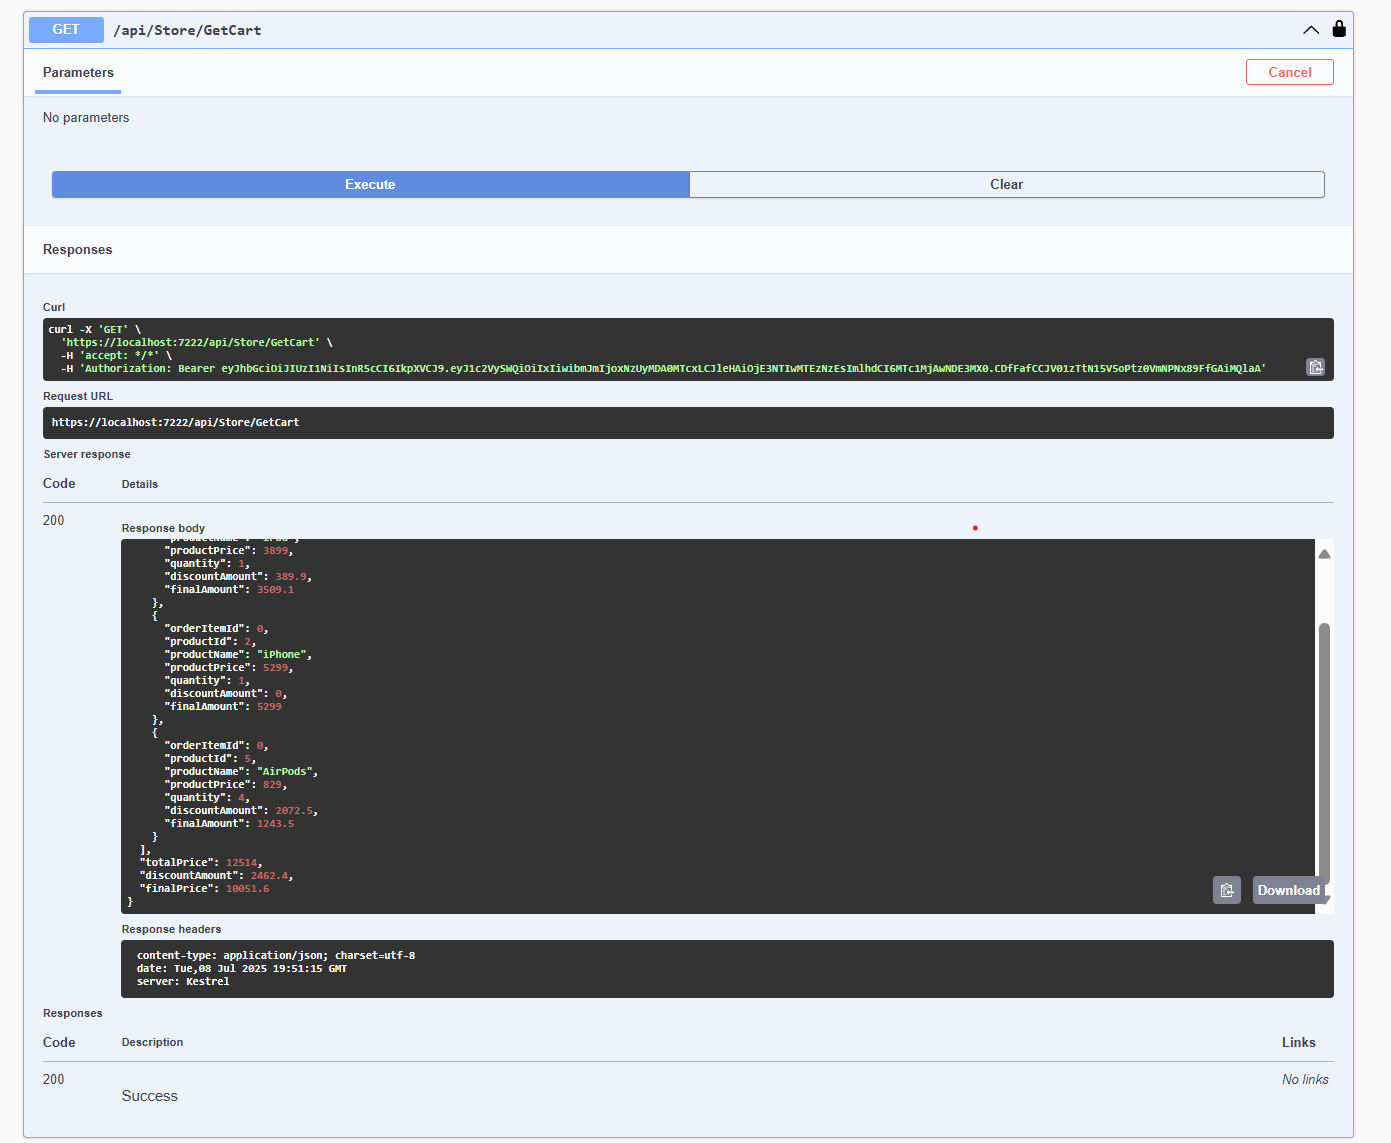 GET /api/Store/GetCart
Parameters
Cancel
No parameters
Execute
Clear
Responses
Curl
curl -X 'GET' \
'https://localhost:7222/api/Store/GetCart' \
-H 'accept: */*' \
-H 'Authorization: Bearer
Request URL
https://localhost:7222/api/Store/GetCart
Server response
Code Details
200
Response body
"productName": "iPad",
"productPrice": 3899,
"quantity": 1,
"discountAmount": 389.9,
"finalAmount": 3509.1
},
{
"orderItemId": 0,
"productId": 2,
"productName": "iPhone",
"productPrice": 5299,
"quantity": 1,
"discountAmount": 0,
"finalAmount": 5299
},
{
"orderItemId": 0,
"productId": 5,
"productName": "AirPods",
"productPrice": 829,
"quantity": 4,
"discountAmount": 2072.5,
"finalAmount": 1243.5
}
],
"totalPrice": 12514,
"discountAmount": 2462.4,
"finalPrice": 10051.6
}
Download
Response headers
content-type: application/json; charset=utf-8
date: Tue,08 Jul 2025 19:51:15 GMT
server: Kestrel
Responses
Code Description Links
200 No links
Success